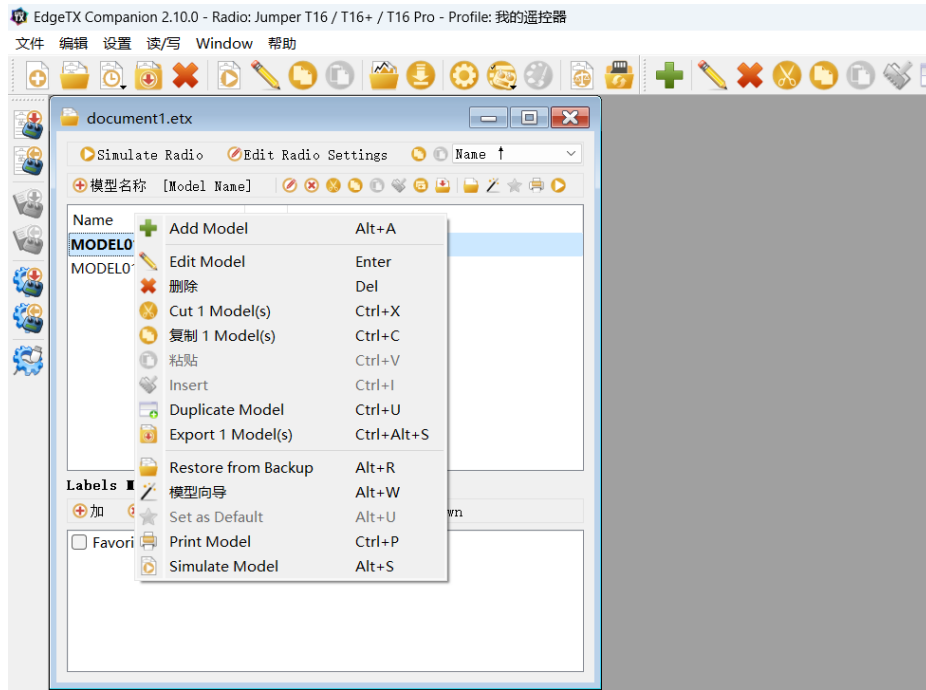 EdgeTX Companion 2.10.0 - Radio: Jumper T16 / T16+ / T16 Pro - Profile: 我的遥控器
文件 编辑 设置 读/写 Window 帮助
document1.etx
Simulate Radio Edit Radio Settings Name ↑
模型名称 [Model Name]
Name
MODEL0
MODEL01
Add Model Alt+A
Edit Model Enter
删除 Del
Cut 1 Model(s) Ctrl+X
复制 1 Model(s) Ctrl+C
粘贴 Ctrl+V
Insert Ctrl+I
Duplicate Model Ctrl+U
Export 1 Model(s) Ctrl+Alt+S
Restore from Backup Alt+R
模型向导 Alt+W
Set as Default Alt+U
Print Model Ctrl+P
Simulate Model Alt+S
Labels
加
Favori